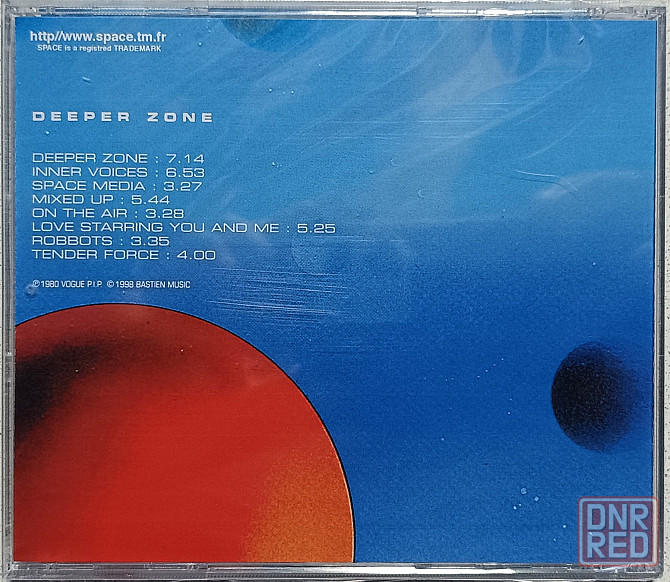 http//www.space.tm.fr
SPACE is a registred TRADEMARK
DEEPER ZONE
DEEPER ZONE : 7.14
INNER VOICES : 6.53
SPACE MEDIA : 3.27
MIXED UP : 5.44
ON THE AIR : 3.28
LOVE STARRING YOU AND ME : 5.25
ROBBOTS : 3.35
TENDER FORCE : 4.00
℗ 1980 VOGUE P.I.P. © 1998 BASTIEN MUSIC
DNR
RED